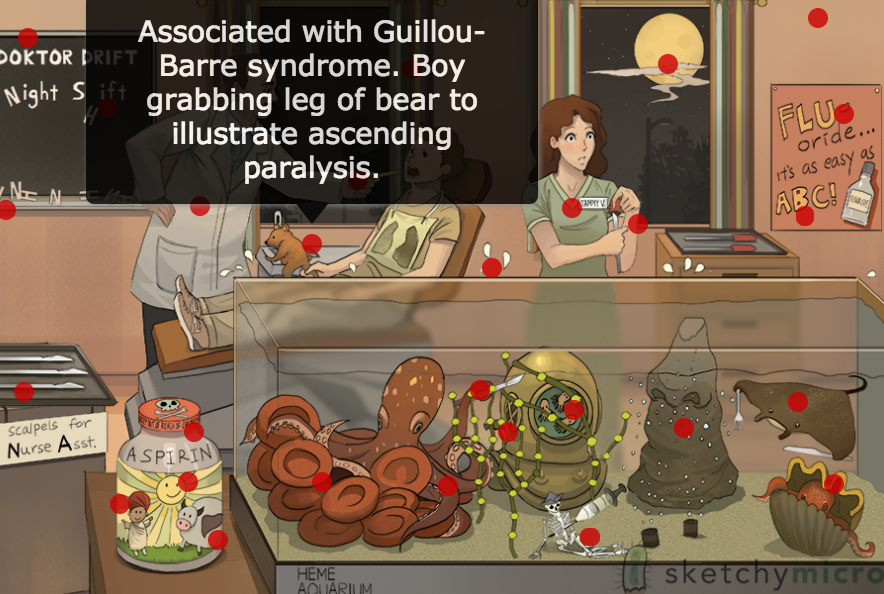 Associated with Guillou-
Barre syndrome. Boy
grabbing leg of bear to
illustrate ascending
paralysis.
DOKTOR DRIFT
Night S ift
H
N N
FLU
oride...
it's as easy as
ABC!
TAMMY V.
scalpels for
Nurse Asst.
ASPIRIN
HEME
AQUARIUM
sketchymicro